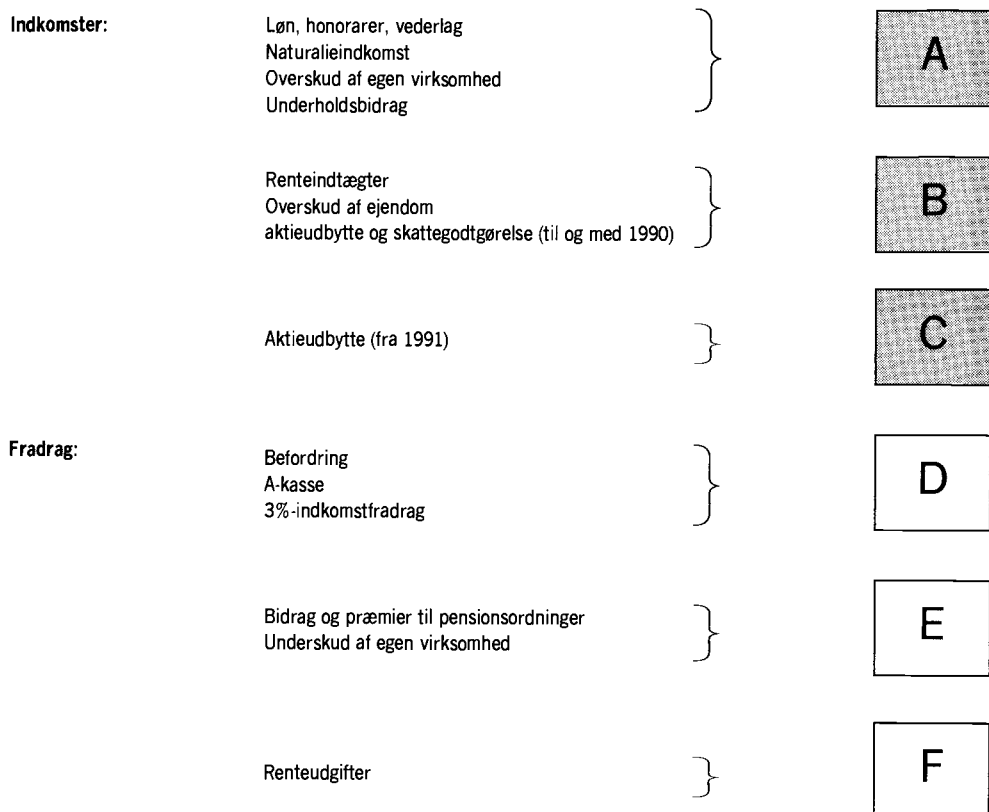 Indkomster:
Løn, honorarer, vederlag
Naturalieindkomst
Overskud af egen virksomhed
Underholdsbidrag
A
Renteindtægter
Overskud af ejendom
aktieudbytte og skattegodtgørelse (til og med 1990)
B
Aktieudbytte (fra 1991)
C
Fradrag:
Befordring
A-kasse
3%-indkomstfradrag
D
Bidrag og præmier til pensionsordninger
Underskud af egen virksomhed
E
Renteudgifter
F